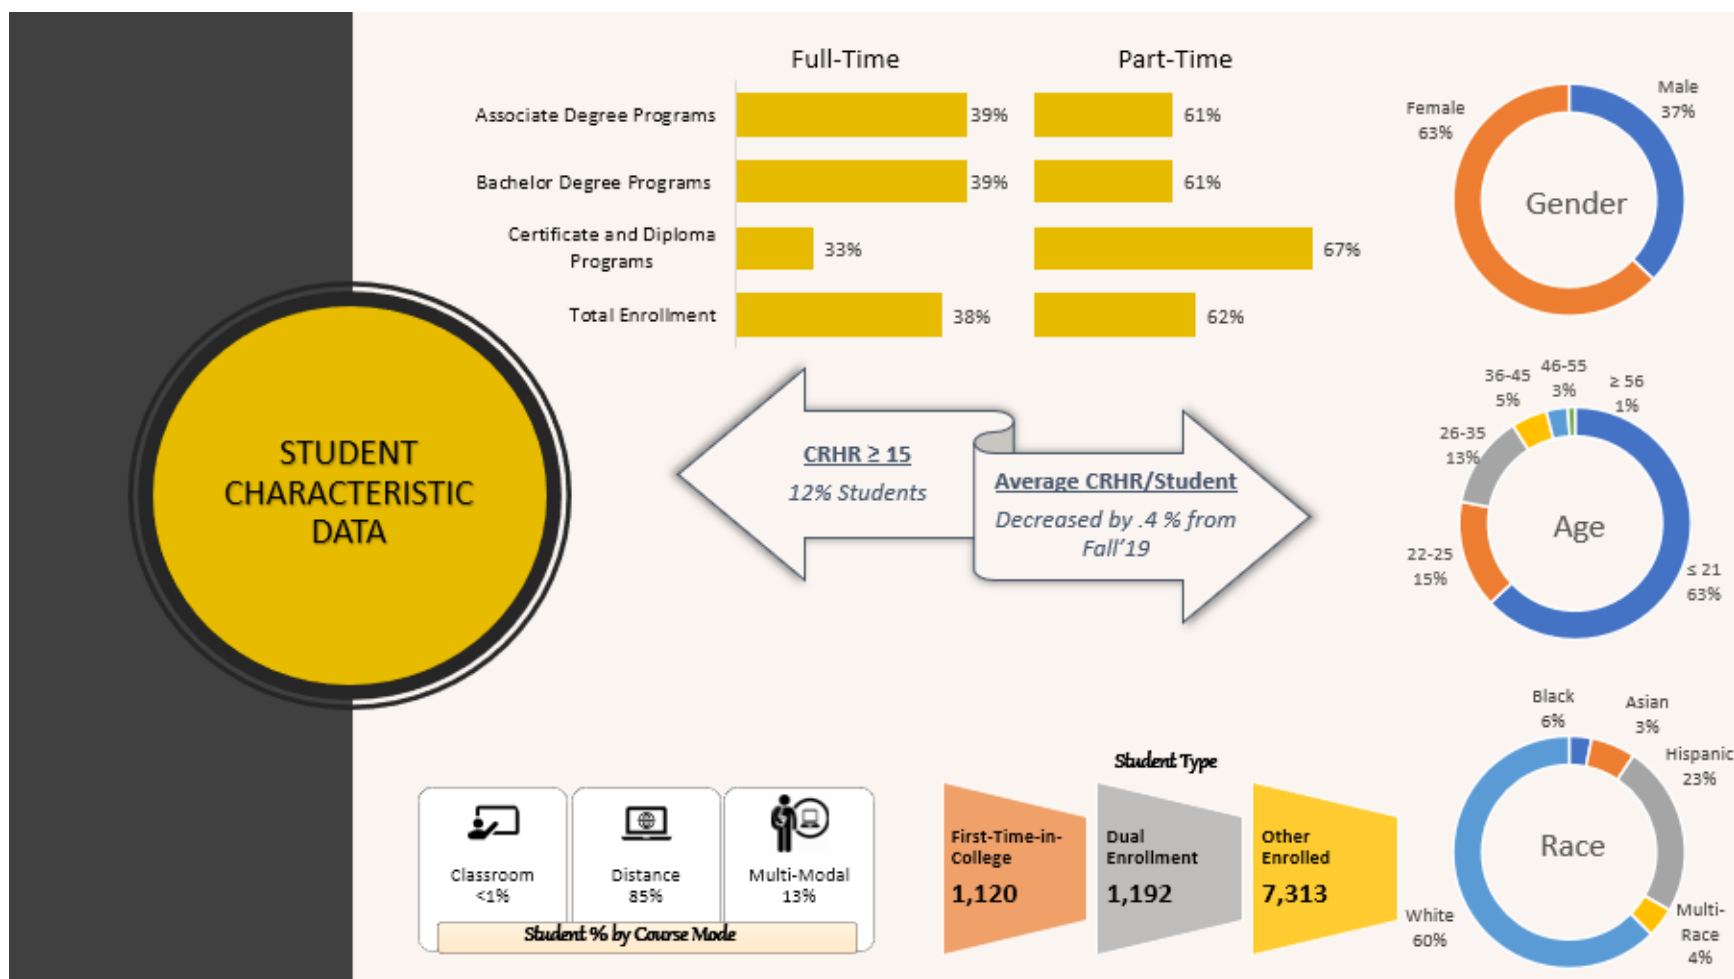 STUDENT
CHARACTERISTIC
DATA
Full-Time
Part-Time
Associate Degree Programs
39%
61%
Bachelor Degree Programs
39%
61%
Certificate and Diploma
Programs
33%
67%
Total Enrollment
38%
62%
CRHR ≥ 15
12% Students
Average CRHR/Student
Decreased by .4 % from
Fall'19
Classroom
<1%
Distance
85%
Multi-Modal
13%
Student % by Course Mode
Student Type
First-Time-in-
College
1,120
Dual
Enrollment
1,192
Other
Enrolled
7,313
Female
63%
Male
37%
Gender
36-45
5%
46-55
3%
≥ 56
1%
26-35
13%
22-25
15%
≤ 21
63%
Age
Black
6%
Asian
3%
Hispanic
23%
Race
White
60%
Multi-
Race
4%